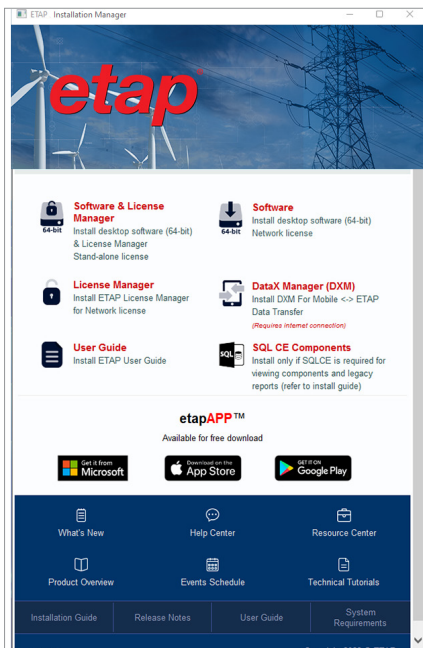 ETAP Installation Manager
etap
Software & License
Manager
Install desktop software (64-bit)
& License Manager
Stand-alone license
64-bit
Software
Install desktop software (64-bit)
Network license
64-bit
License Manager
Install ETAP License Manager
for Network license
DataX Manager (DXM)
Install DXM For Mobile <-> ETAP
Data Transfer
(Requires internet connection)
User Guide
Install ETAP User Guide
SQL
SQL CE Components
Install only if SQLCE is required for
viewing components and legacy
reports (refer to install guide)
etapAPP™
Available for free download
Get it from
Microsoft
Download on the
App Store
GET IT ON
Google Play
What's New
Help Center
Resource Center
Product Overview
Events Schedule
Technical Tutorials
Installation Guide
Release Notes
User Guide
System
Requirements